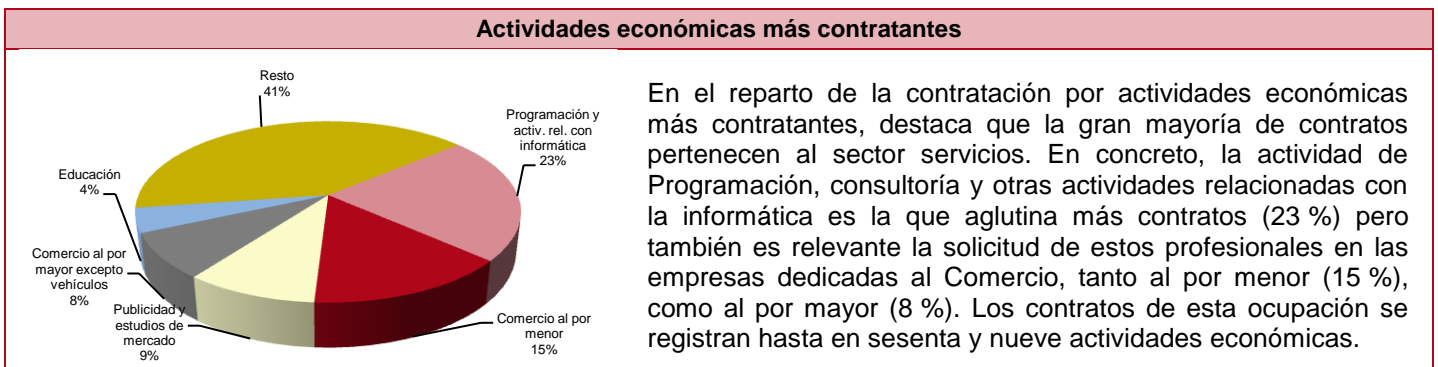 Actividades económicas más contratantes
Resto
41%
Programación y
activ. rel. con
informática
23%
Educación
4%
Comercio al por
mayor excepto
vehículos
8%
Publicidad y
estudios de
mercado
9%
Comercio al por
menor
15%
En el reparto de la contratación por actividades económicas
más contratantes, destaca que la gran mayoría de contratos
pertenecen al sector servicios. En concreto, la actividad de
Programación, consultoría y otras actividades relacionadas con
la informática es la que aglutina más contratos (23 %) pero
también es relevante la solicitud de estos profesionales en las
empresas dedicadas al Comercio, tanto al por menor (15 %),
como al por mayor (8 %). Los contratos de esta ocupación se
registran hasta en sesenta y nueve actividades económicas.